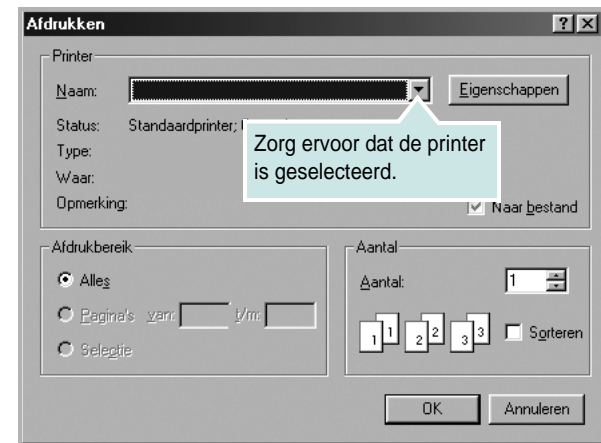 Afdrukken
Printer
Naam:
Eigenschappen
Status: Standaardprinter;
Zorg ervoor dat de printer
is geselecteerd.
Type:
Waar:
Opmerking:
Naar bestand
Afdrukbereik
Alles
Pagina's van: t/m:
Selectie
Aantal
Aantal: 1
1 1 2 2 3 3
Sorteren
OK
Annuleren